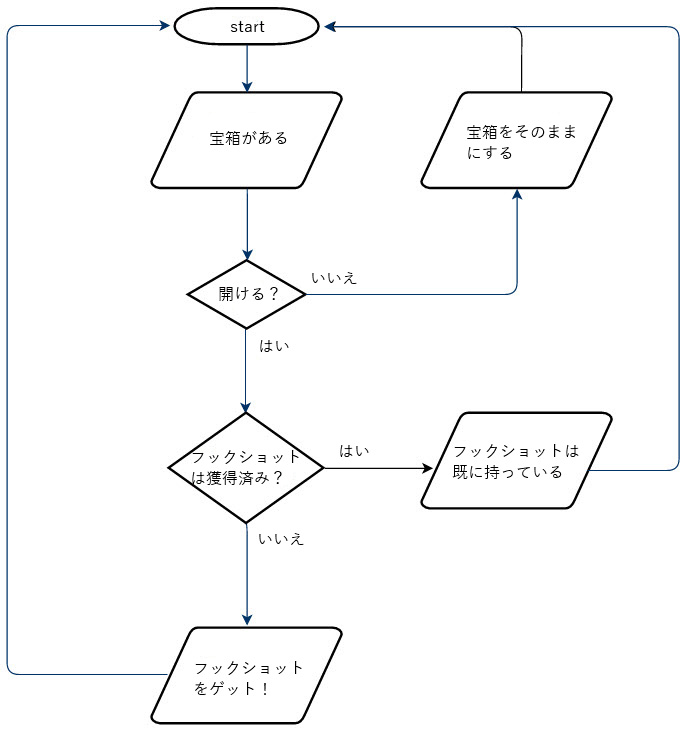 start
宝箱がある
宝箱をそのまま
にする
開ける？
いいえ
はい
フックショット
は獲得済み？
はい
フックショットは
既に持っている
いいえ
フックショット
をゲット！